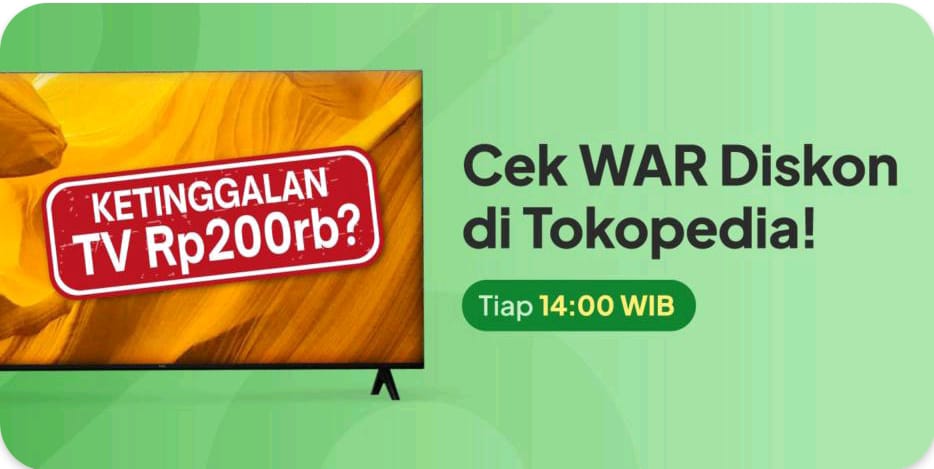 KETINGGALAN
TV Rp200rb?
Cek WAR Diskon
di Tokopedia!
Tiap 14:00 WIB